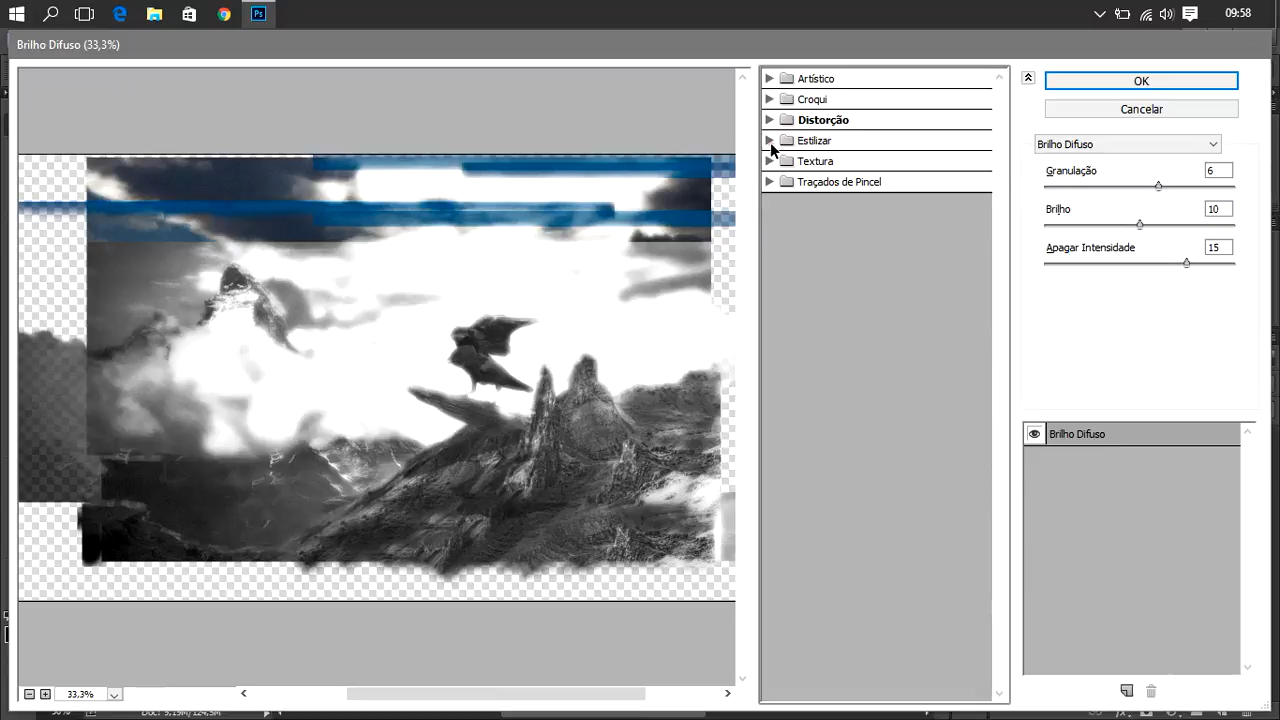 Ps
09:58
Brilho Difuso (33,3%)
Artístico
Croqui
Distorção
Estilizar
Textura
Traçados de Pincel
OK
Cancelar
Brilho Difuso
Granulação 6
Brilho 10
Apagar Intensidade 15
Brilho Difuso
33,3%